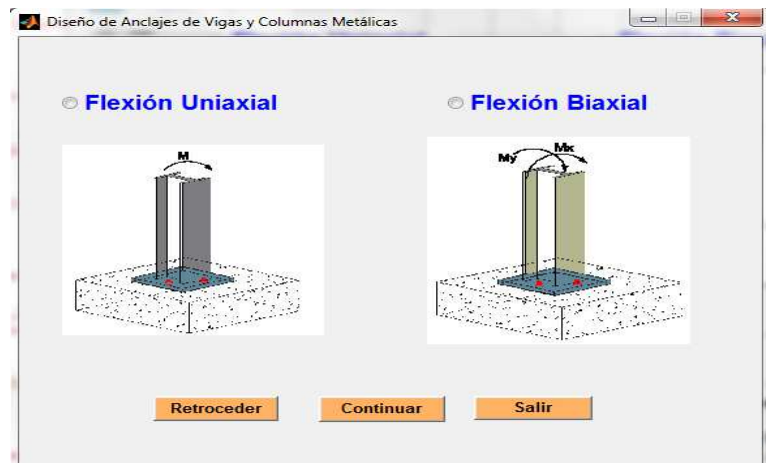 Diseño de Anclajes de Vigas y Columnas Metálicas
Flexión Uniaxial
Flexión Biaxial
M
My
Mx
Retroceder
Continuar
Salir